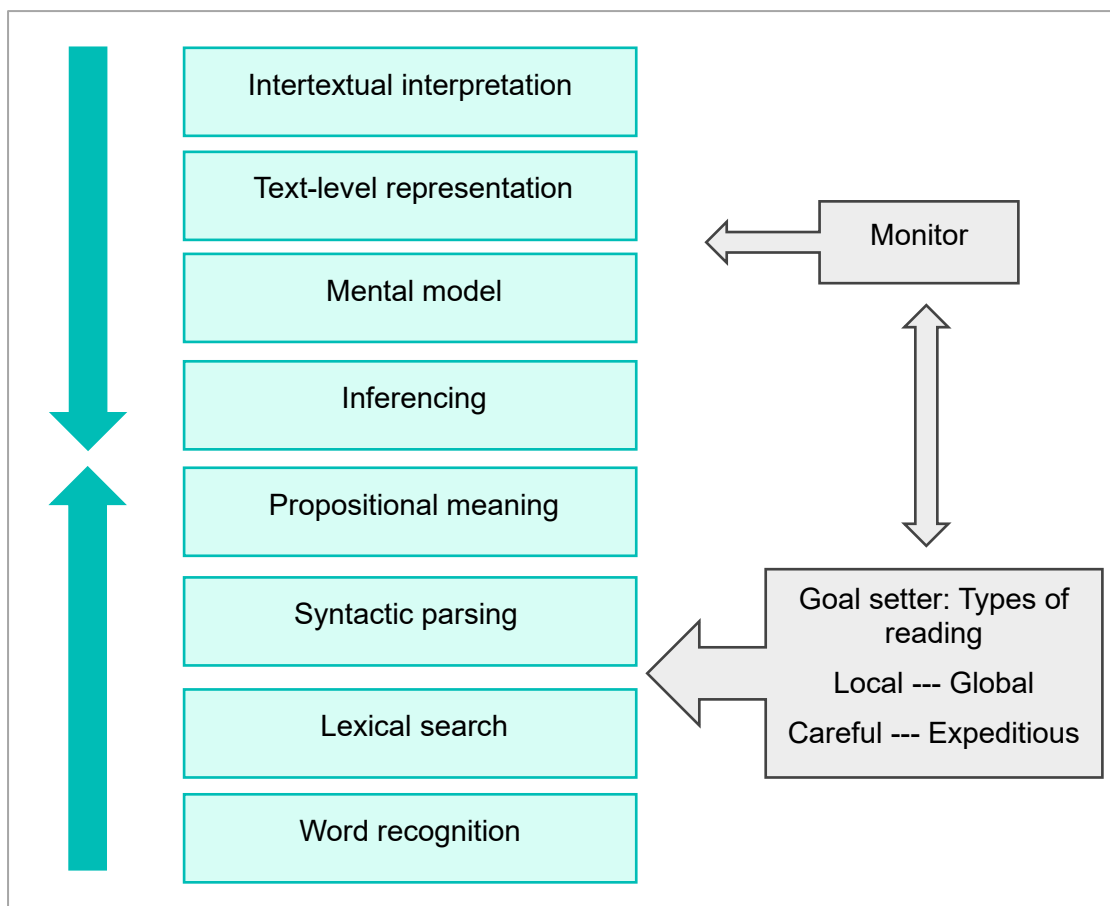 Intertextual interpretation
Text-level representation
Mental model
Inferencing
Propositional meaning
Syntactic parsing
Lexical search
Word recognition
Monitor
Goal setter: Types of
reading
Local --- Global
Careful --- Expeditious